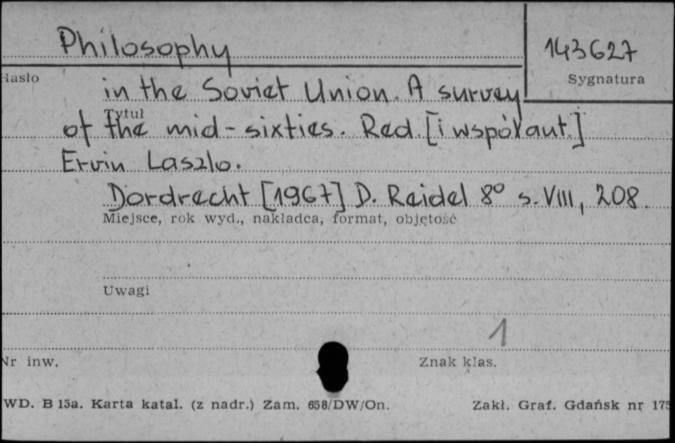 Philosophy
143627
Hasło
Sygnatura
in the Soviet Union. A survey
Tytuł
of the mid-sixties. Red. [i współaut.]
Ervin Laszlo.
Dordrecht [1967] D. Reidel 8° s. VIII, 208.
Miejsce, rok wyd., nakładca, format, objętość
Uwagi
1
Nr inw.
Znak klas.
WD. B 15a. Karta katal. (z nadr.) Zam. 658/DW/On.
Zakł. Graf. Gdańsk nr 175